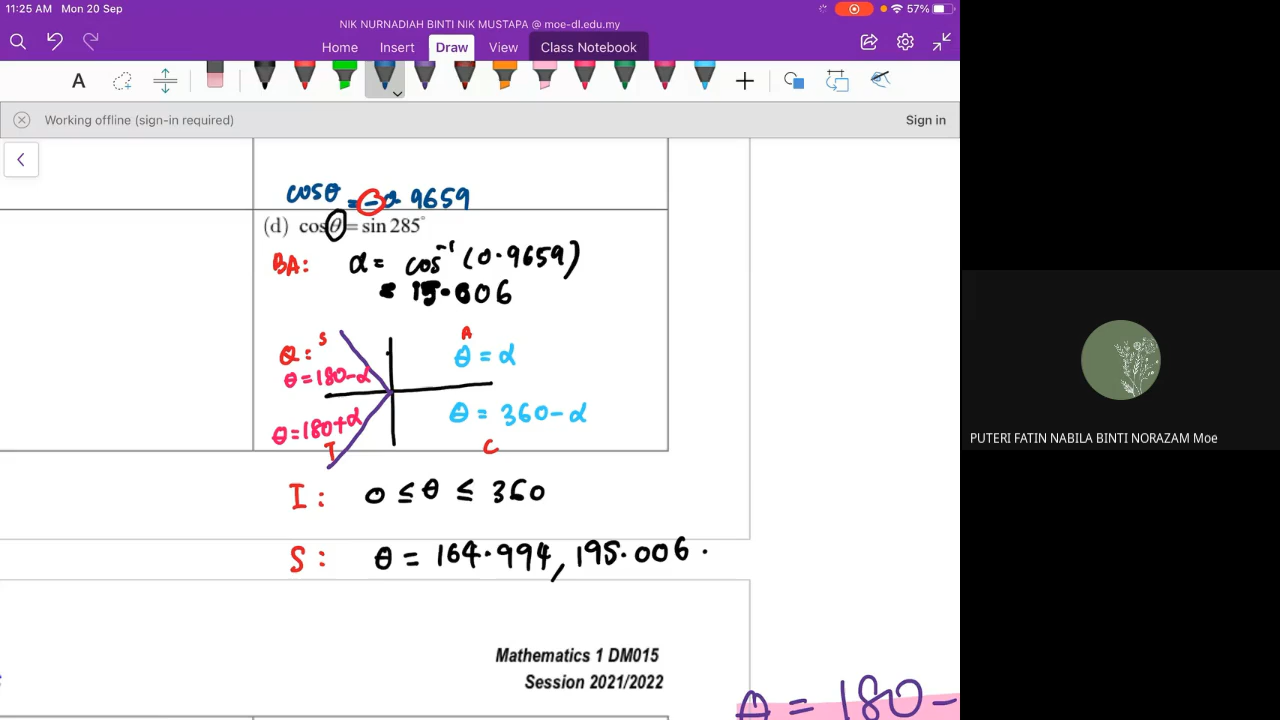 11:25 AM Mon 20 Sep
57%
NIK NURNADIAH BINTI NIK MUSTAPA @ moe-dl.edu.my
Home Insert Draw View Class Notebook
A
Working offline (sign-in required) Sign in
cosθ = -0.9659
(d) cosθ = sin 285°
BA: α = cos⁻¹ (0.9659)
= 15.006
S A
Q: θ = α
θ = 180-α
θ = 180+α θ = 360-α
T C
I: 0 ≤ θ ≤ 360
S: θ = 164.994, 195.006.
Mathematics 1 DM015
Session 2021/2022
θ = 180-
PUTERI FATIN NABILA BINTI NORAZAM Moe